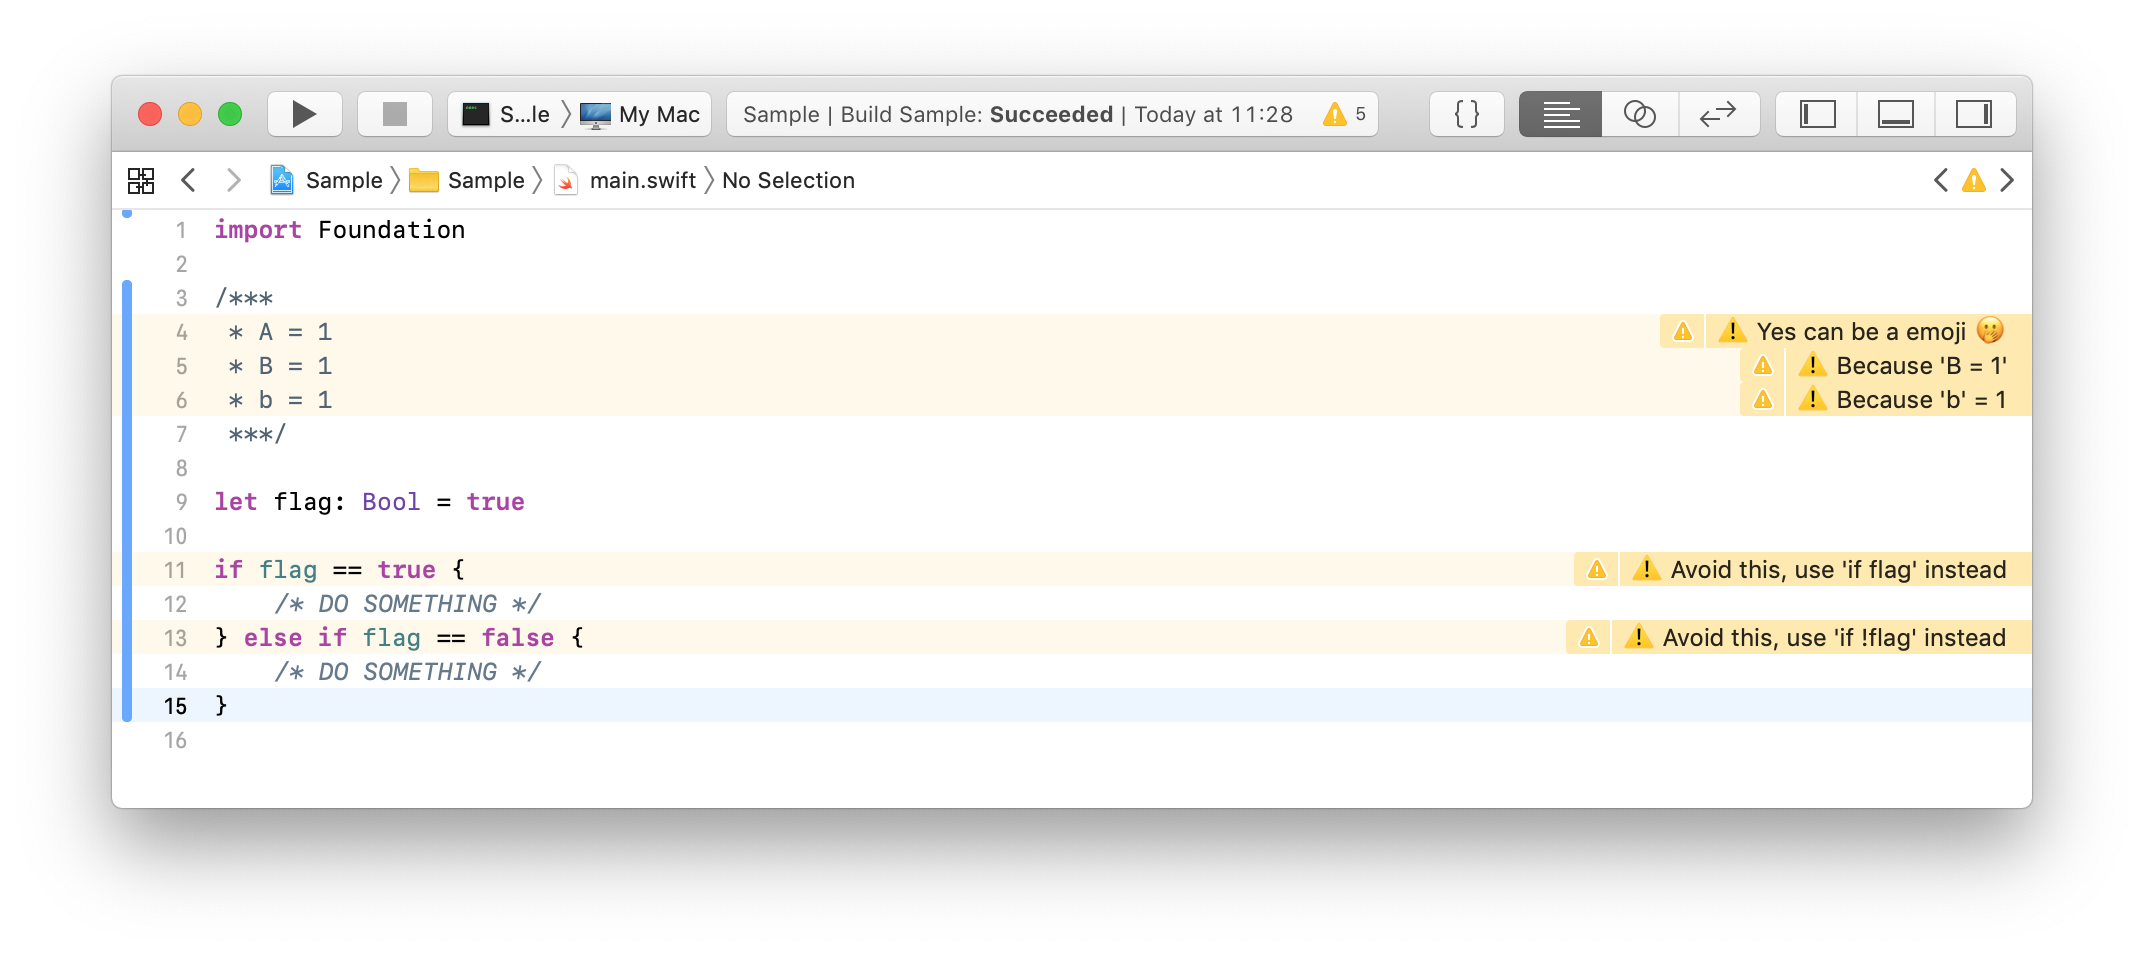 S...le 〉 My Mac
Sample | Build Sample: Succeeded | Today at 11:28 ⚠️ 5
{ }
Sample 〉 Sample 〉 main.swift 〉 No Selection
1 import Foundation
2
3 /***
4  * A = 1 ⚠️ Yes can be a emoji 🤭
5  * B = 1 ⚠️ Because 'B = 1'
6  * b = 1 ⚠️ Because 'b' = 1
7  ***/
8
9 let flag: Bool = true
10
11 if flag == true { ⚠️ Avoid this, use 'if flag' instead
12     /* DO SOMETHING */
13 } else if flag == false { ⚠️ Avoid this, use 'if !flag' instead
14     /* DO SOMETHING */
15 }
16